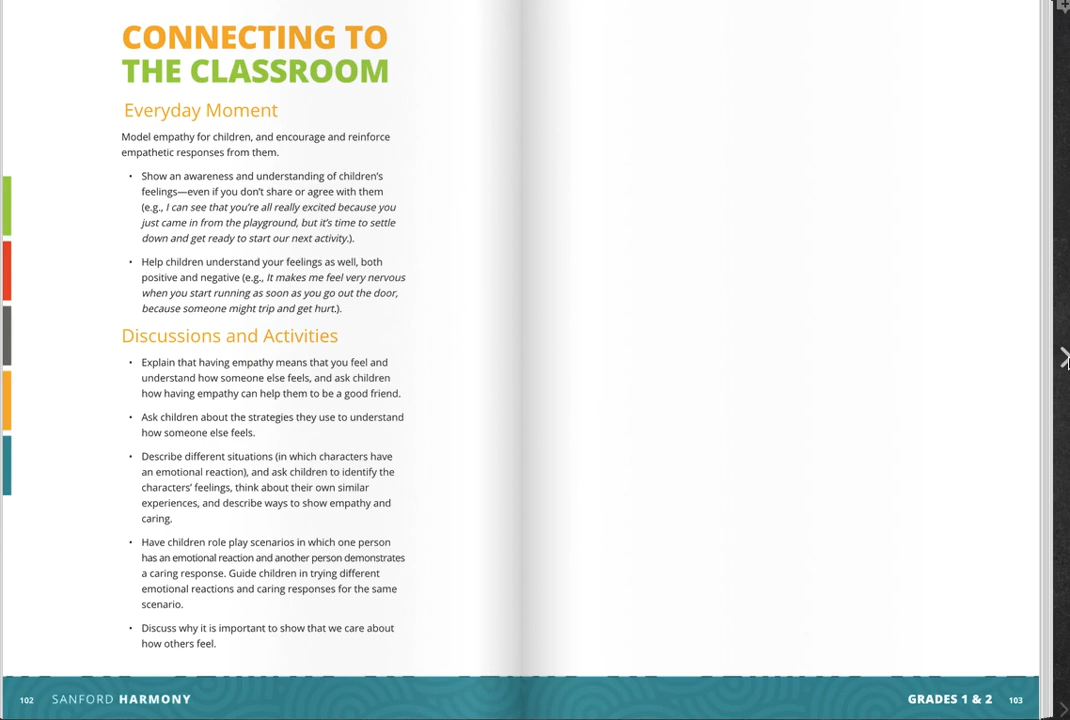 CONNECTING TO
THE CLASSROOM
Everyday Moment
Model empathy for children, and encourage and reinforce
empathetic responses from them.
• Show an awareness and understanding of children's
feelings—even if you don't share or agree with them
(e.g., I can see that you're all really excited because you
just came in from the playground, but it's time to settle
down and get ready to start our next activity.).
• Help children understand your feelings as well, both
positive and negative (e.g., It makes me feel very nervous
when you start running as soon as you go out the door,
because someone might trip and get hurt.).
Discussions and Activities
• Explain that having empathy means that you feel and
understand how someone else feels, and ask children
how having empathy can help them to be a good friend.
• Ask children about the strategies they use to understand
how someone else feels.
• Describe different situations (in which characters have
an emotional reaction), and ask children to identify the
characters' feelings, think about their own similar
experiences, and describe ways to show empathy and
caring.
• Have children role play scenarios in which one person
has an emotional reaction and another person demonstrates
a caring response. Guide children in trying different
emotional reactions and caring responses for the same
scenario.
• Discuss why it is important to show that we care about
how others feel.
102 SANFORD HARMONY
GRADES 1 & 2 103